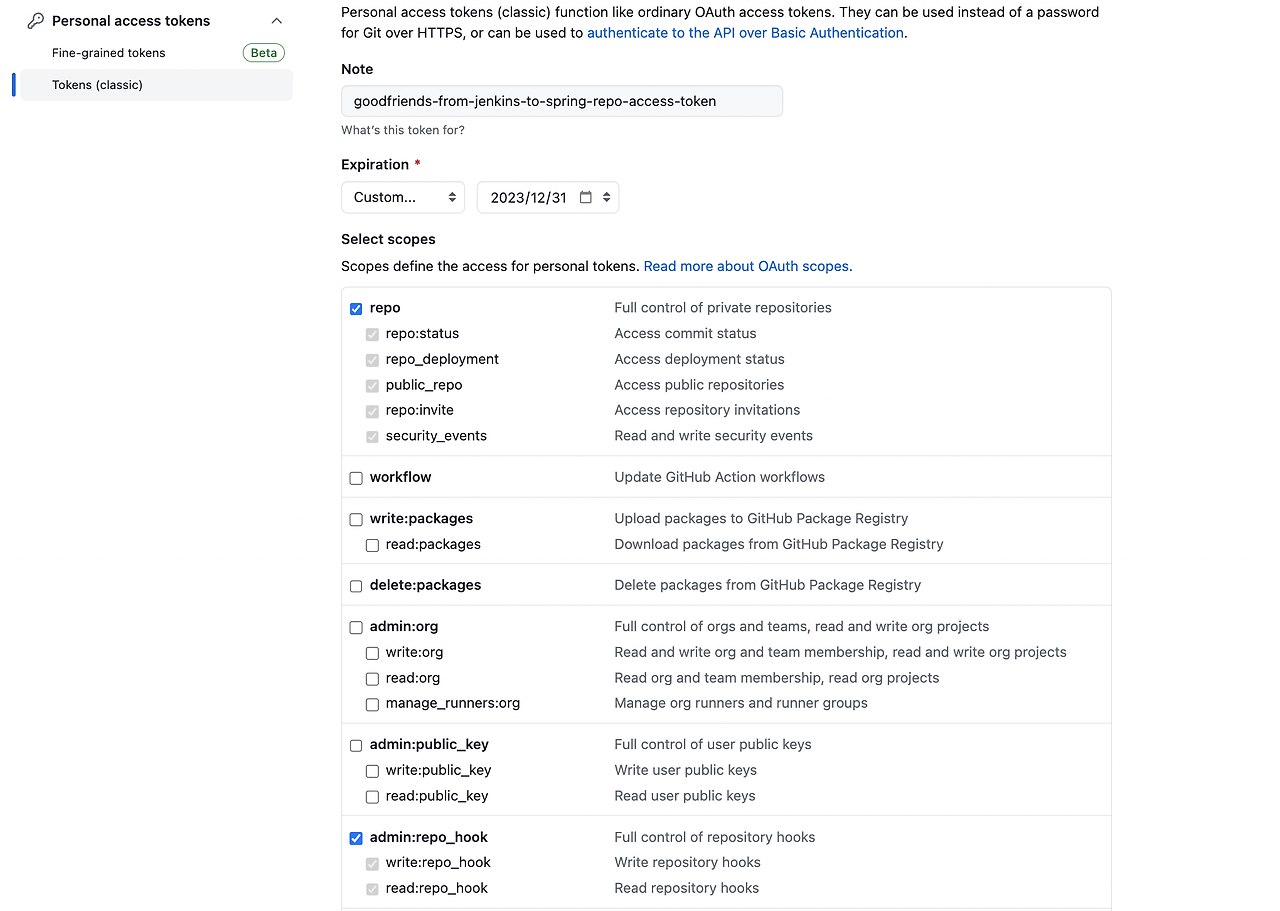 Personal access tokens
Fine-grained tokens Beta
Tokens (classic)
Personal access tokens (classic) function like ordinary OAuth access tokens. They can be used instead of a password
for Git over HTTPS, or can be used to authenticate to the API over Basic Authentication.
Note
goodfriends-from-jenkins-to-spring-repo-access-token
What's this token for?
Expiration *
Custom... 2023/12/31
Select scopes
Scopes define the access for personal tokens. Read more about OAuth scopes.
repo Full control of private repositories
repo:status Access commit status
repo_deployment Access deployment status
public_repo Access public repositories
repo:invite Access repository invitations
security_events Read and write security events
workflow Update GitHub Action workflows
write:packages Upload packages to GitHub Package Registry
read:packages Download packages from GitHub Package Registry
delete:packages Delete packages from GitHub Package Registry
admin:org Full control of orgs and teams, read and write org projects
write:org Read and write org and team membership, read and write org projects
read:org Read org and team membership, read org projects
manage_runners:org Manage org runners and runner groups
admin:public_key Full control of user public keys
write:public_key Write user public keys
read:public_key Read user public keys
admin:repo_hook Full control of repository hooks
write:repo_hook Write repository hooks
read:repo_hook Read repository hooks